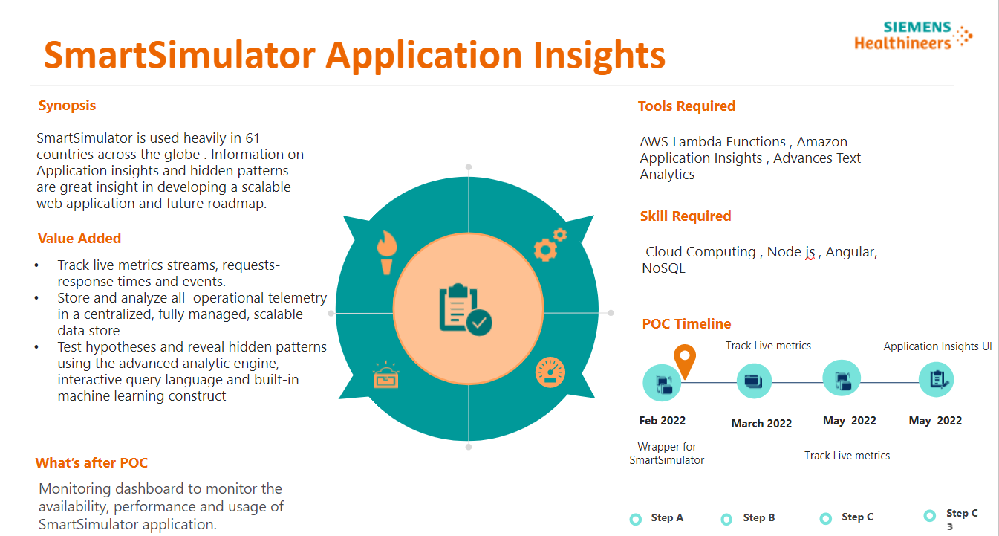 SIEMENS
Healthineers
SmartSimulator Application Insights
Synopsis
SmartSimulator is used heavily in 61
countries across the globe . Information on
Application insights and hidden patterns
are great insight in developing a scalable
web application and future roadmap.
Value Added
• Track live metrics streams, requests-
response times and events.
• Store and analyze all  operational telemetry
in a centralized, fully managed, scalable
data store
• Test hypotheses and reveal hidden patterns
using the advanced analytic engine,
interactive query language and built-in
machine learning construct
What's after POC
Monitoring dashboard to monitor the
availability, performance and usage of
SmartSimulator application.
Tools Required
AWS Lambda Functions , Amazon
Application Insights , Advances Text
Analytics
Skill Required
Cloud Computing , Node js , Angular,
NoSQL
POC Timeline
Track Live metrics
Application Insights UI
Feb 2022
March 2022
May  2022
May  2022
Wrapper for
SmartSimulator
Track Live metrics
Step A
Step B
Step C
Step C
3